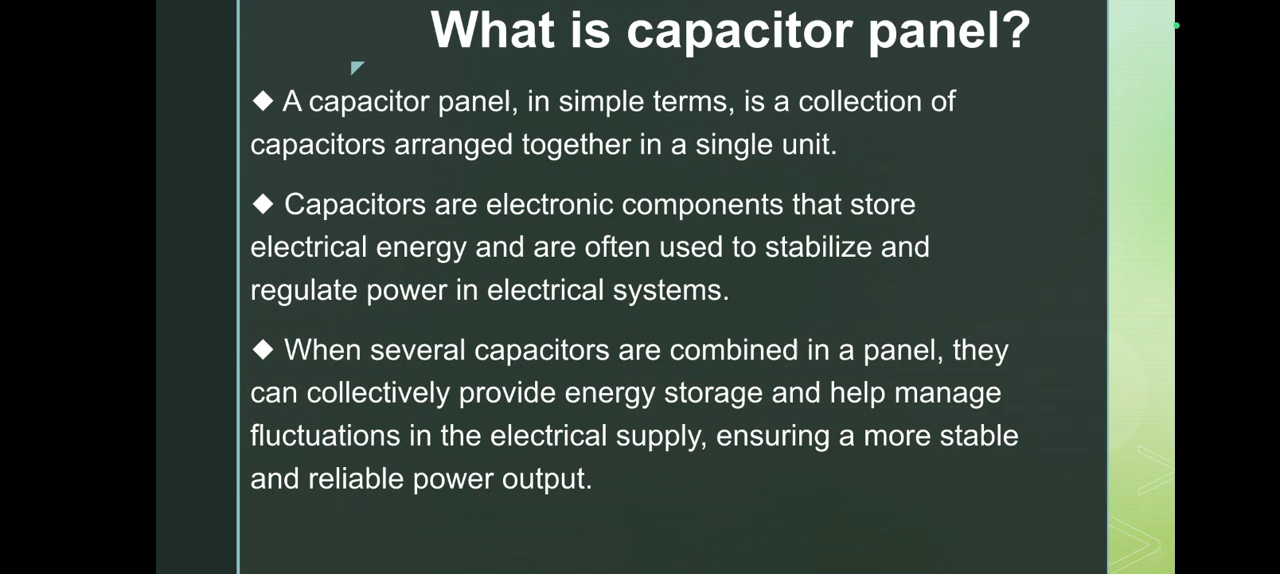 What is capacitor panel?
◆ A capacitor panel, in simple terms, is a collection of
capacitors arranged together in a single unit.
◆ Capacitors are electronic components that store
electrical energy and are often used to stabilize and
regulate power in electrical systems.
◆ When several capacitors are combined in a panel, they
can collectively provide energy storage and help manage
fluctuations in the electrical supply, ensuring a more stable
and reliable power output.